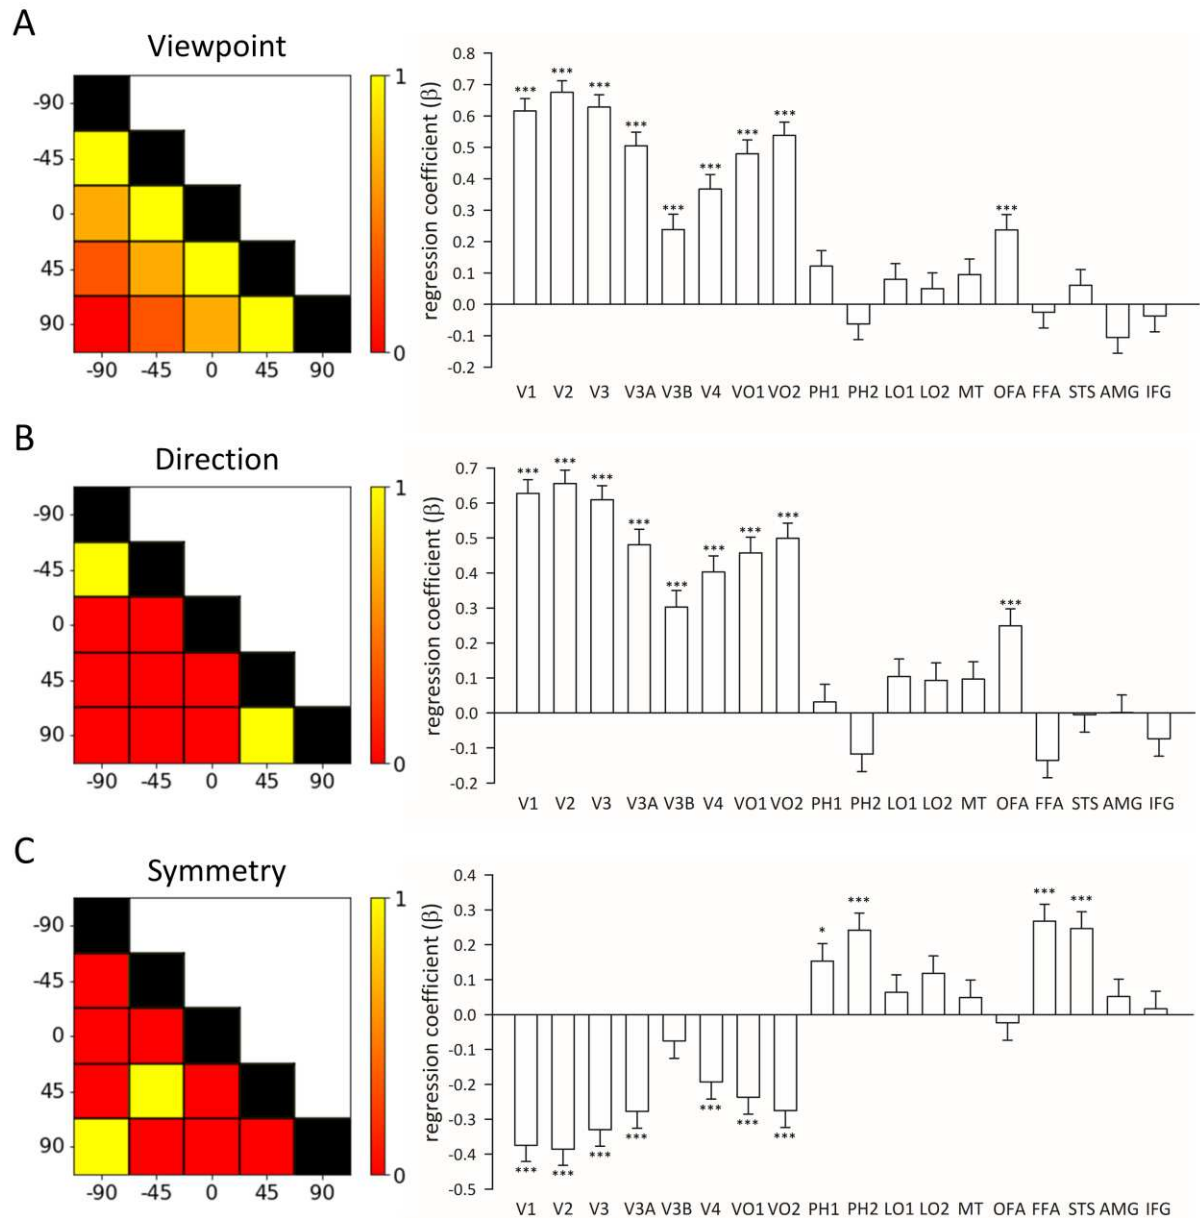 A
Viewpoint
-90
-45
0
45
90
-90 -45 0 45 90
1
0
regression coefficient (β)
0.8
0.7
0.6
0.5
0.4
0.3
0.2
0.1
0.0
-0.1
-0.2
*** *** *** *** *** *** *** *** ***
V1 V2 V3 V3A V3B V4 VO1 VO2 PH1 PH2 LO1 LO2 MT OFA FFA STS AMG IFG
B
Direction
-90
-45
0
45
90
-90 -45 0 45 90
1
0
regression coefficient (β)
0.7
0.6
0.5
0.4
0.3
0.2
0.1
0.0
-0.1
-0.2
*** *** *** *** *** *** *** *** ***
V1 V2 V3 V3A V3B V4 VO1 VO2 PH1 PH2 LO1 LO2 MT OFA FFA STS AMG IFG
C
Symmetry
-90
-45
0
45
90
-90 -45 0 45 90
1
0
regression coefficient (β)
0.4
0.3
0.2
0.1
0.0
-0.1
-0.2
-0.3
-0.4
-0.5
*** *** *** *** *** *** *** * *** *** ***
V1 V2 V3 V3A V3B V4 VO1 VO2 PH1 PH2 LO1 LO2 MT OFA FFA STS AMG IFG